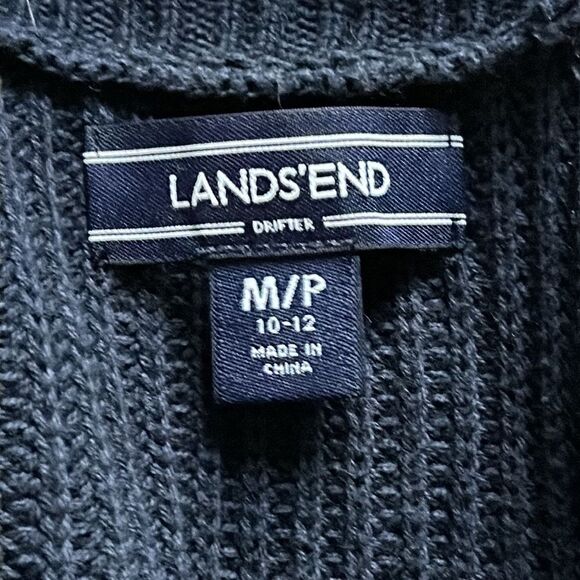 LANDS'END
DRIFTER
M/P
10-12
MADE IN
CHINA